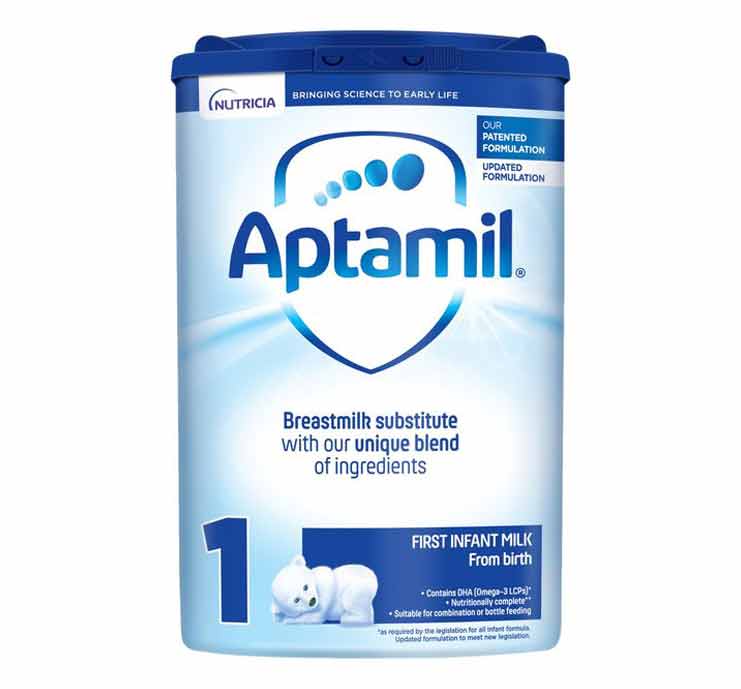 NUTRICIA
BRINGING SCIENCE TO EARLY LIFE
OUR
PATENTED
FORMULATION
UPDATED
FORMULATION
Aptamil®
Breastmilk substitute
with our unique blend
of ingredients
1
FIRST INFANT MILK
From birth
• Contains DHA (Omega-3 LCPs)*
• Nutritionally complete**
• Suitable for combination or bottle feeding
*as required by the legislation for all infant formula.
Updated formulation to meet new legislation.